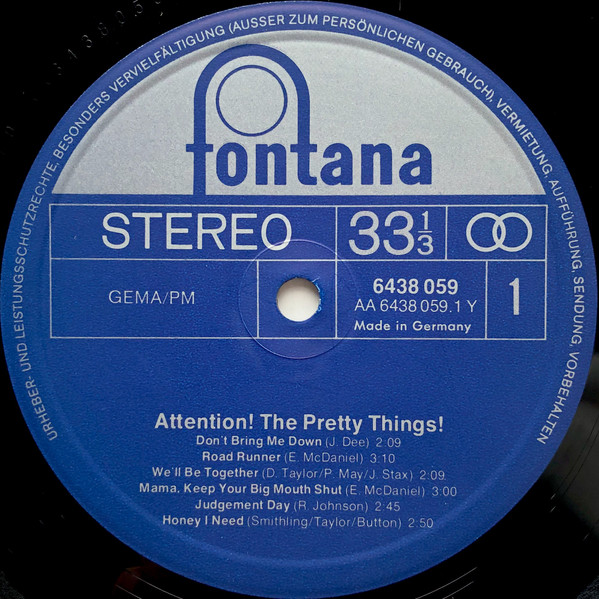 URHEBER- UND LEISTUNGSSCHUTZRECHTE, BESONDERS VERVIELFÄLTIGUNG (AUSSER ZUM PERSÖNLICHEN GEBRAUCH), VERMIETUNG, AUFFÜHRUNG, SENDUNG, VORBEHALTEN
fontana
STEREO 33 1/3
GEMA/PM
6438 059
AA 6438 059.1 Y
Made in Germany
1
Attention! The Pretty Things!
Don't Bring Me Down (J. Dee) 2:09
Road Runner (E. McDaniel) 3:10
We'll Be Together (D. Taylor/P. May/J. Stax) 2:09
Mama, Keep Your Big Mouth Shut (E. McDaniel) 3:00
Judgement Day (R. Johnson) 2:45
Honey I Need (Smithling/Taylor/Button) 2:50